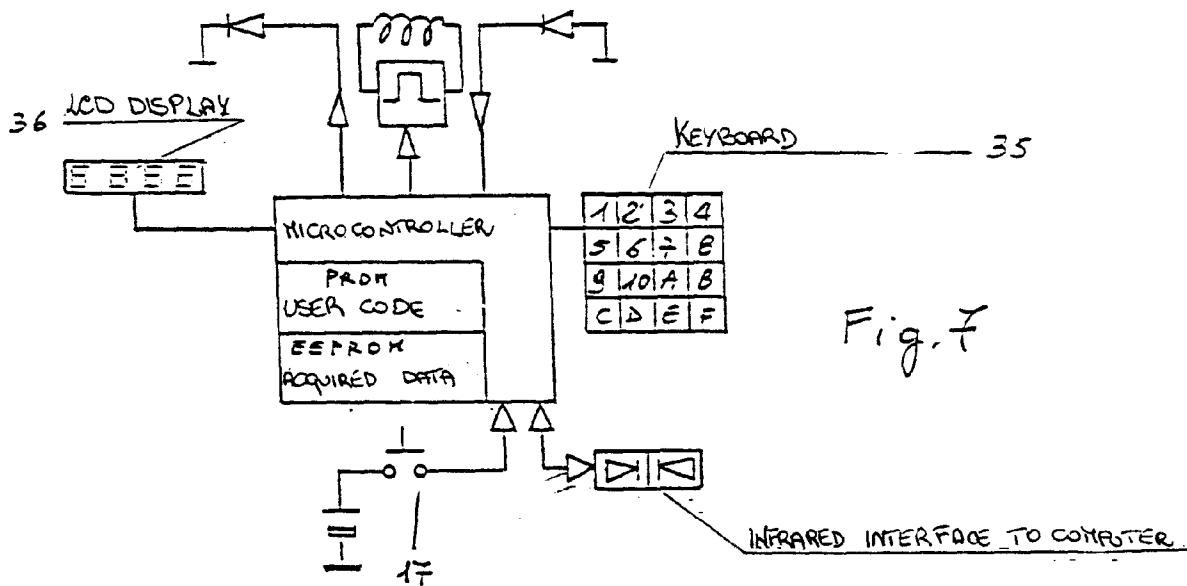 36 LCD DISPLAY
KEYBOARD 35
MICROCONTROLLER
PROM
USER CODE
EEPROM
ACQUIRED DATA
1 2 3 4
5 6 7 8
9 10 A B
C D E F
Fig. 7
17
INFRARED INTERFACE TO COMPUTER